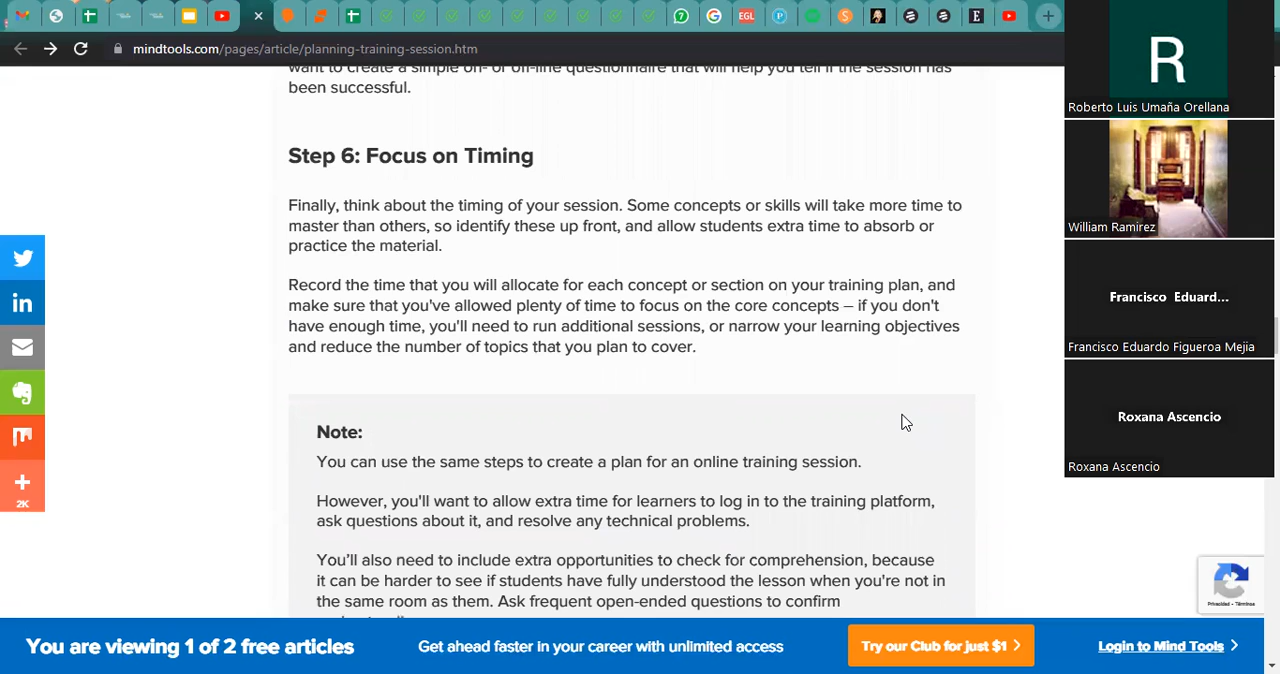 mindtools.com/pages/article/planning-training-session.htm
want to create a simple on- or off-line questionnaire that will help you tell if the session has
been successful.
Step 6: Focus on Timing
Finally, think about the timing of your session. Some concepts or skills will take more time to
master than others, so identify these up front, and allow students extra time to absorb or
practice the material.
Record the time that you will allocate for each concept or section on your training plan, and
make sure that you've allowed plenty of time to focus on the core concepts – if you don't
have enough time, you'll need to run additional sessions, or narrow your learning objectives
and reduce the number of topics that you plan to cover.
Note:
You can use the same steps to create a plan for an online training session.
However, you'll want to allow extra time for learners to log in to the training platform,
ask questions about it, and resolve any technical problems.
You’ll also need to include extra opportunities to check for comprehension, because
it can be harder to see if students have fully understood the lesson when you're not in
the same room as them. Ask frequent open-ended questions to confirm
2K
You are viewing 1 of 2 free articles
Get ahead faster in your career with unlimited access
Try our Club for just $1
Login to Mind Tools
Privacidad - Términos
EGL
R
Roberto Luis Umaña Orellana
William Ramirez
Francisco Eduard...
Francisco Eduardo Figueroa Mejia
Roxana Ascencio
Roxana Ascencio